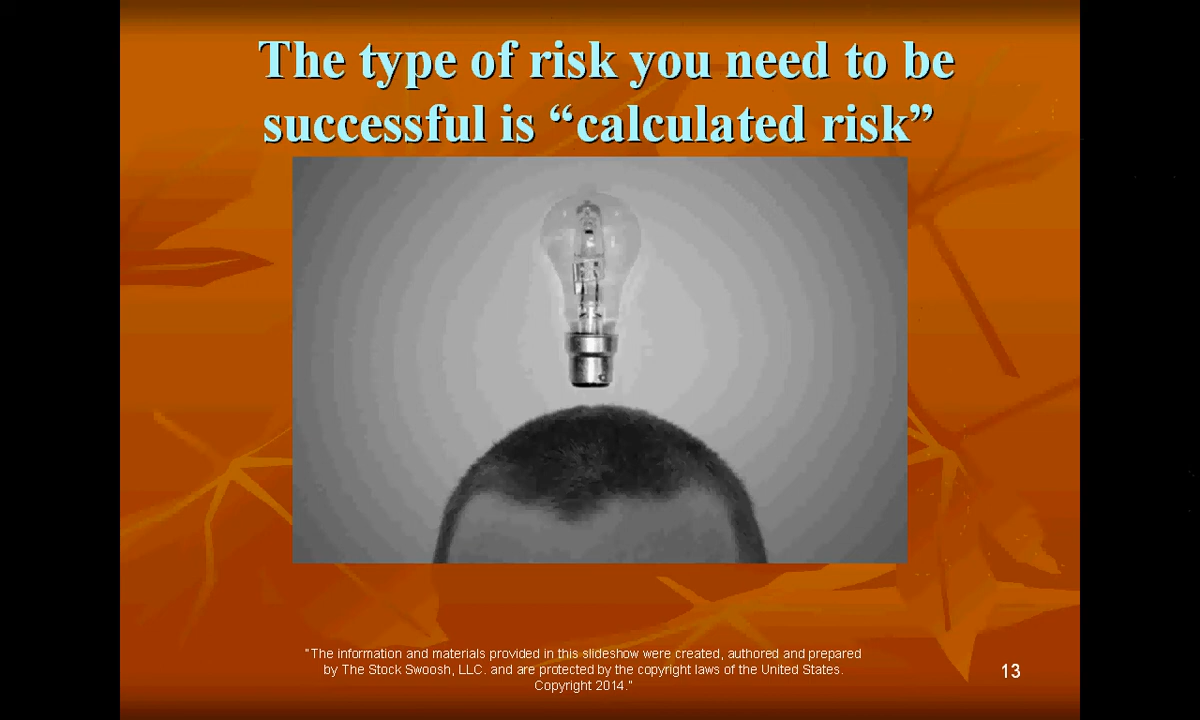 The type of risk you need to be
successful is “calculated risk”
"The information and materials provided in this slideshow were created, authored and prepared
by The Stock Swoosh, LLC. and are protected by the copyright laws of the United States.
Copyright 2014."
13